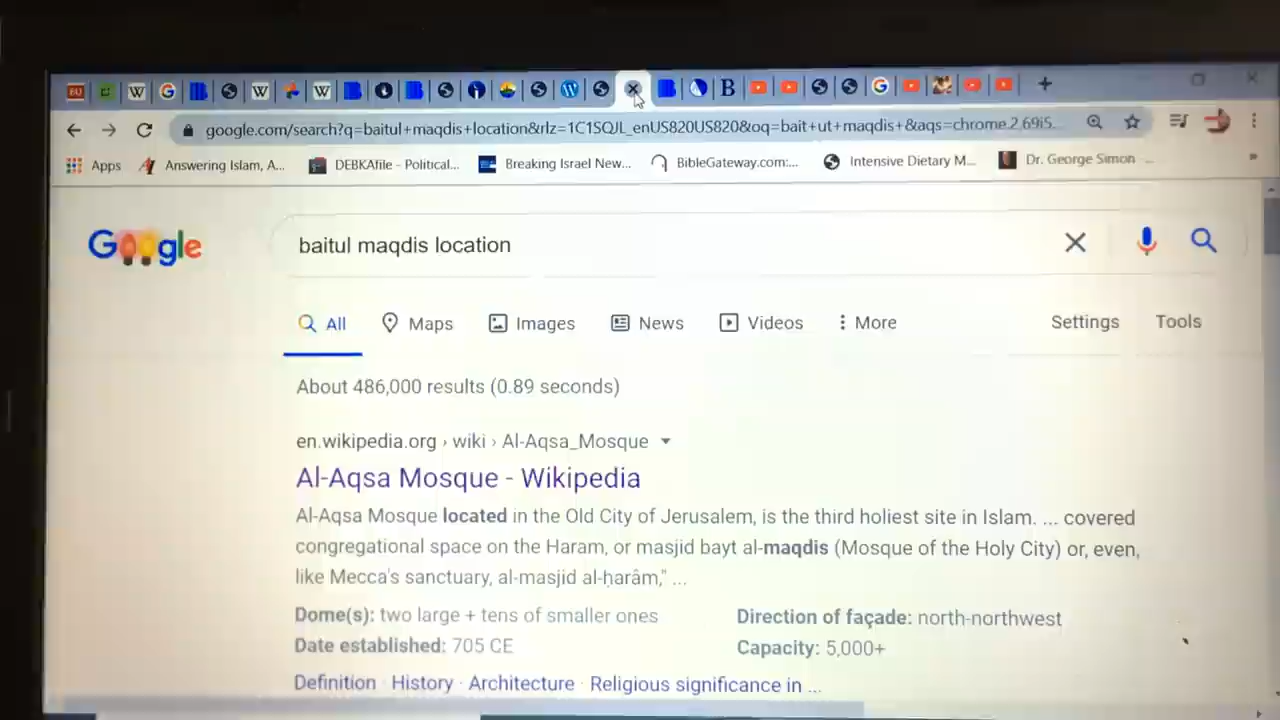 google.com/search?q=baitul+maqdis+location&rlz=1C1SQJL_enUS820US820&oq=bait+ut+maqdis+&aqs=chrome.2.69i5...
Apps
Answering Islam, A...
DEBKAfile - Political...
Breaking Israel New...
BibleGateway.com:...
Intensive Dietary M...
Dr. George Simon ...
Google
baitul maqdis location
All Maps Images News Videos More Settings Tools
About 486,000 results (0.89 seconds)
en.wikipedia.org › wiki › Al-Aqsa_Mosque
Al-Aqsa Mosque - Wikipedia
Al-Aqsa Mosque located in the Old City of Jerusalem, is the third holiest site in Islam. ... covered
congregational space on the Haram, or masjid bayt al-maqdis (Mosque of the Holy City) or, even,
like Mecca's sanctuary, al-masjid al-ḥarâm," ...
Dome(s): two large + tens of smaller ones
Direction of façade: north-northwest
Date established: 705 CE
Capacity: 5,000+
Definition · History · Architecture · Religious significance in ...